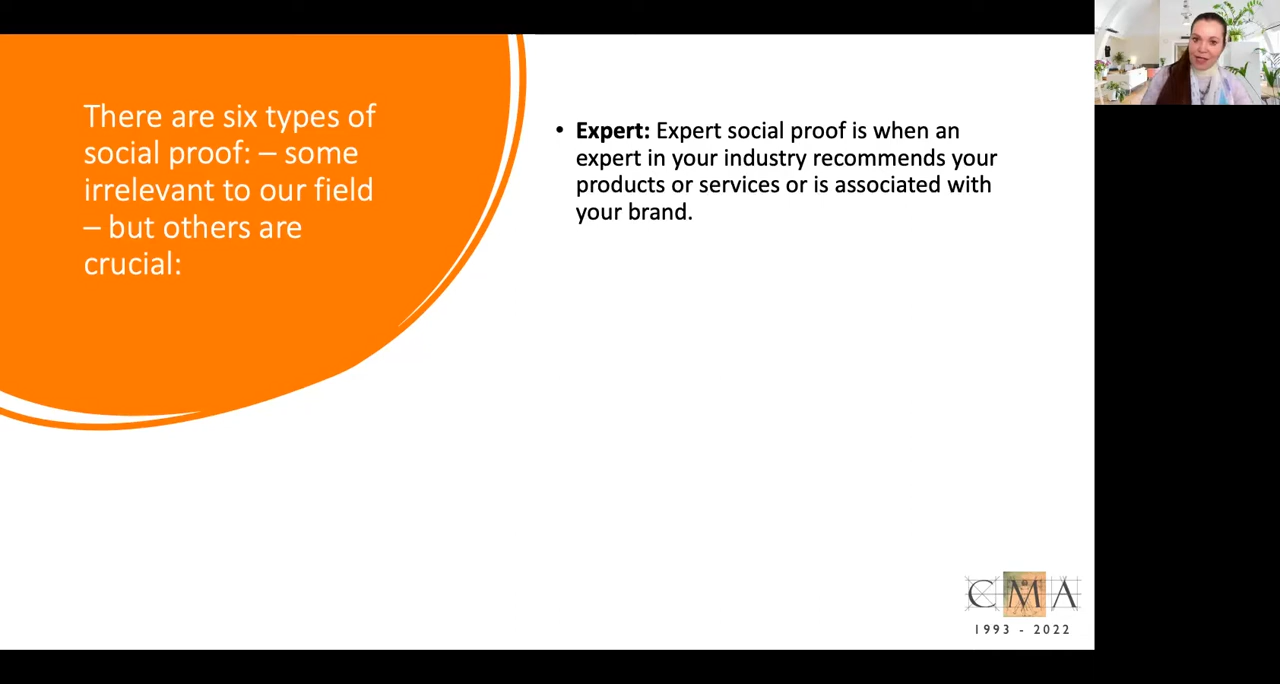 There are six types of
social proof: – some
irrelevant to our field
– but others are
crucial:
• Expert: Expert social proof is when an
expert in your industry recommends your
products or services or is associated with
your brand.
CMA
1993 - 2022